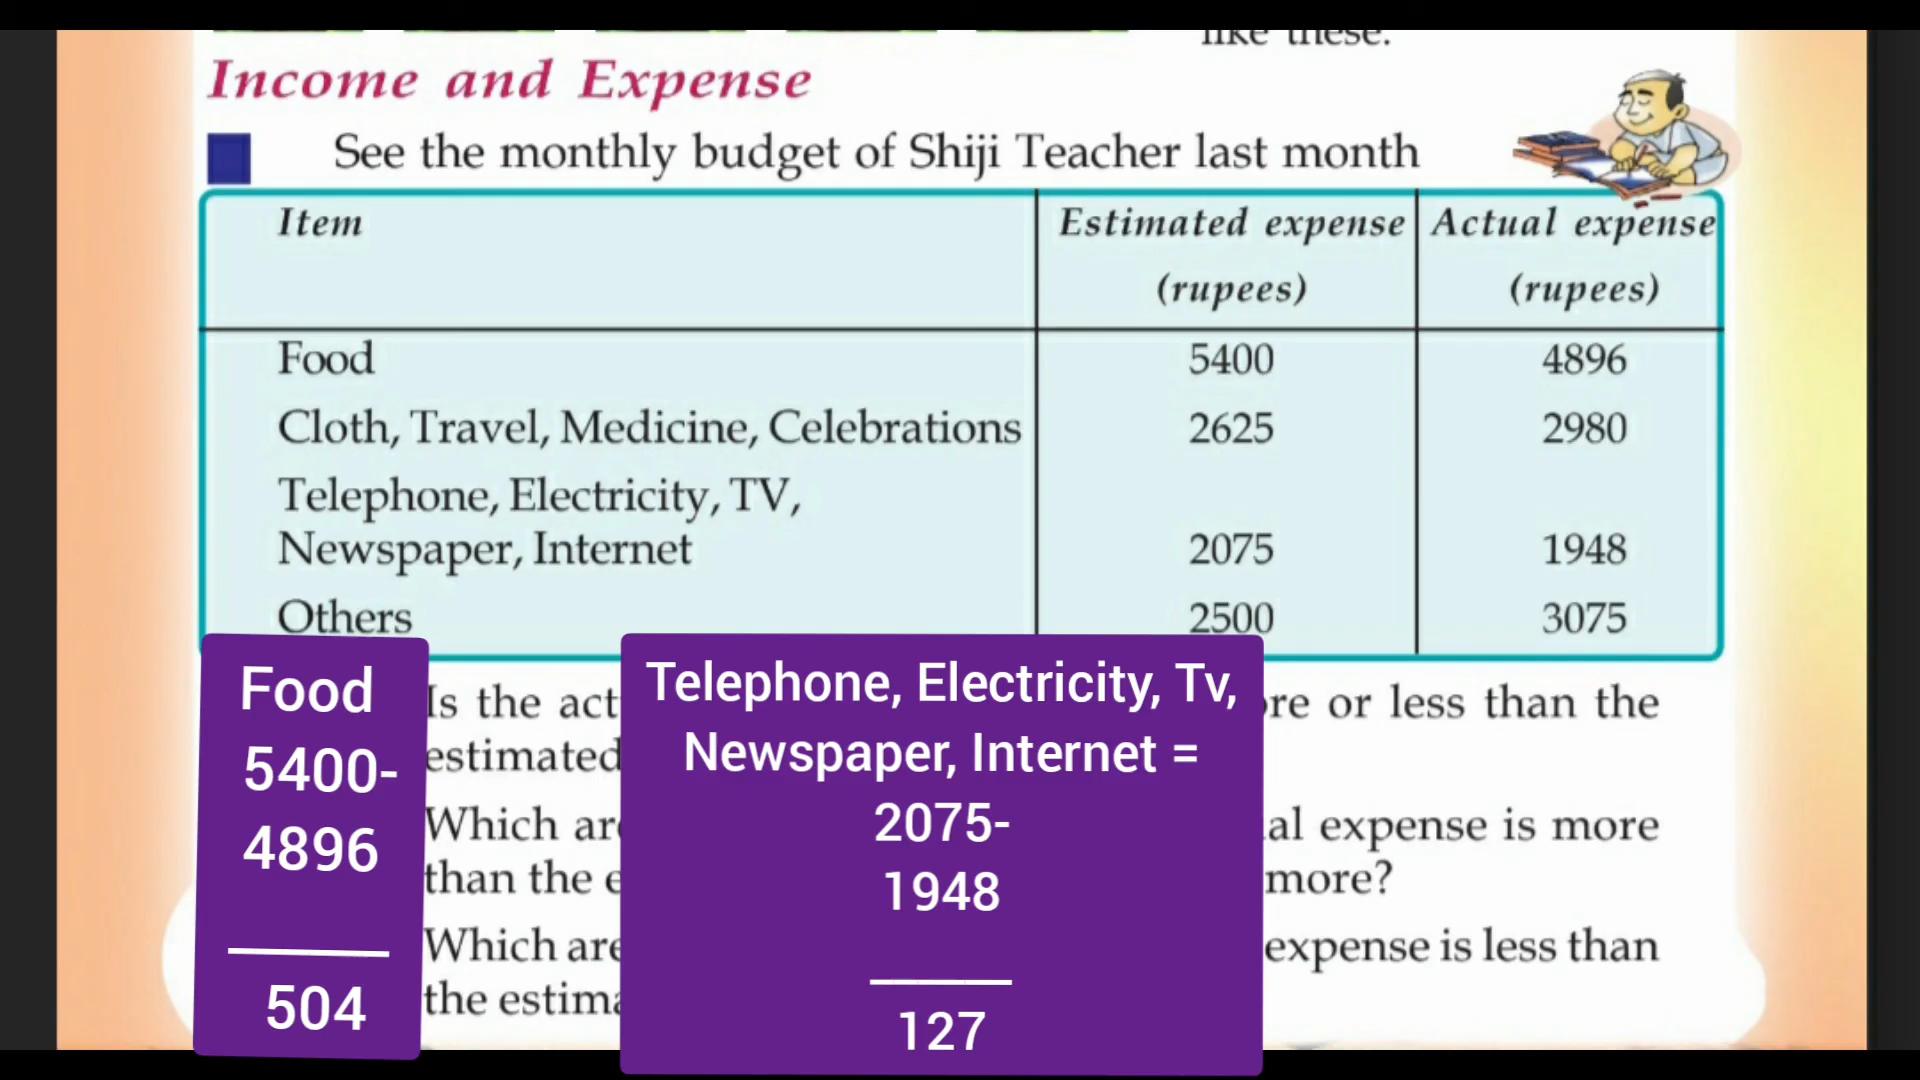 like these.
Income and Expense
See the monthly budget of Shiji Teacher last month
Item Estimated expense Actual expense
(rupees) (rupees)
Food 5400 4896
Cloth, Travel, Medicine, Celebrations 2625 2980
Telephone, Electricity, TV,
Newspaper, Internet 2075 1948
Others 2500 3075
Is the act
re or less than the
estimated
Which are
al expense is more
than the e
more?
Which are
expense is less than
the estima
Food
5400-
4896
504
Telephone, Electricity, Tv,
Newspaper, Internet =
2075-
1948
127